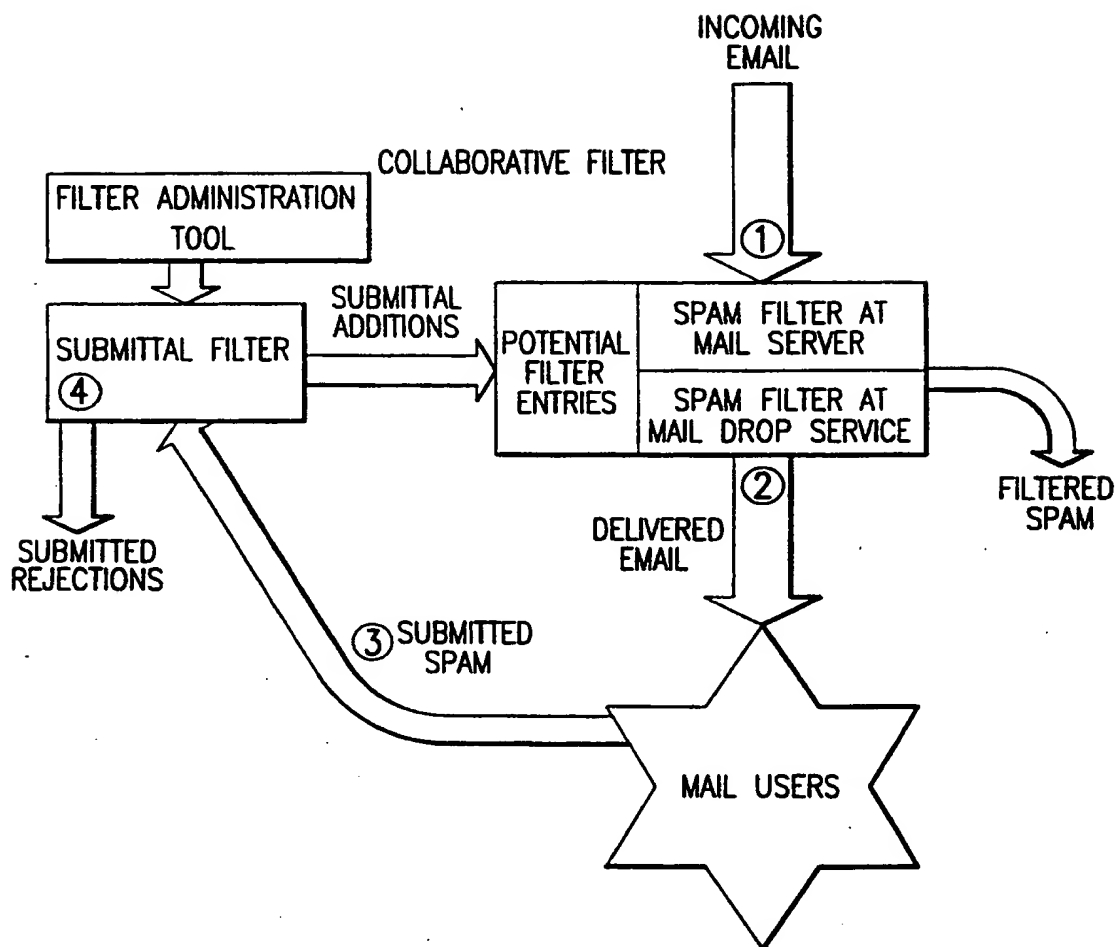 INCOMING
EMAIL
COLLABORATIVE FILTER
FILTER ADMINISTRATION
TOOL
1
SUBMITTAL
ADDITIONS
SUBMITTAL FILTER
4
POTENTIAL
FILTER
ENTRIES
SPAM FILTER AT
MAIL SERVER
SPAM FILTER AT
MAIL DROP SERVICE
2
FILTERED
SPAM
DELIVERED
EMAIL
SUBMITTED
REJECTIONS
3 SUBMITTED
SPAM
MAIL USERS